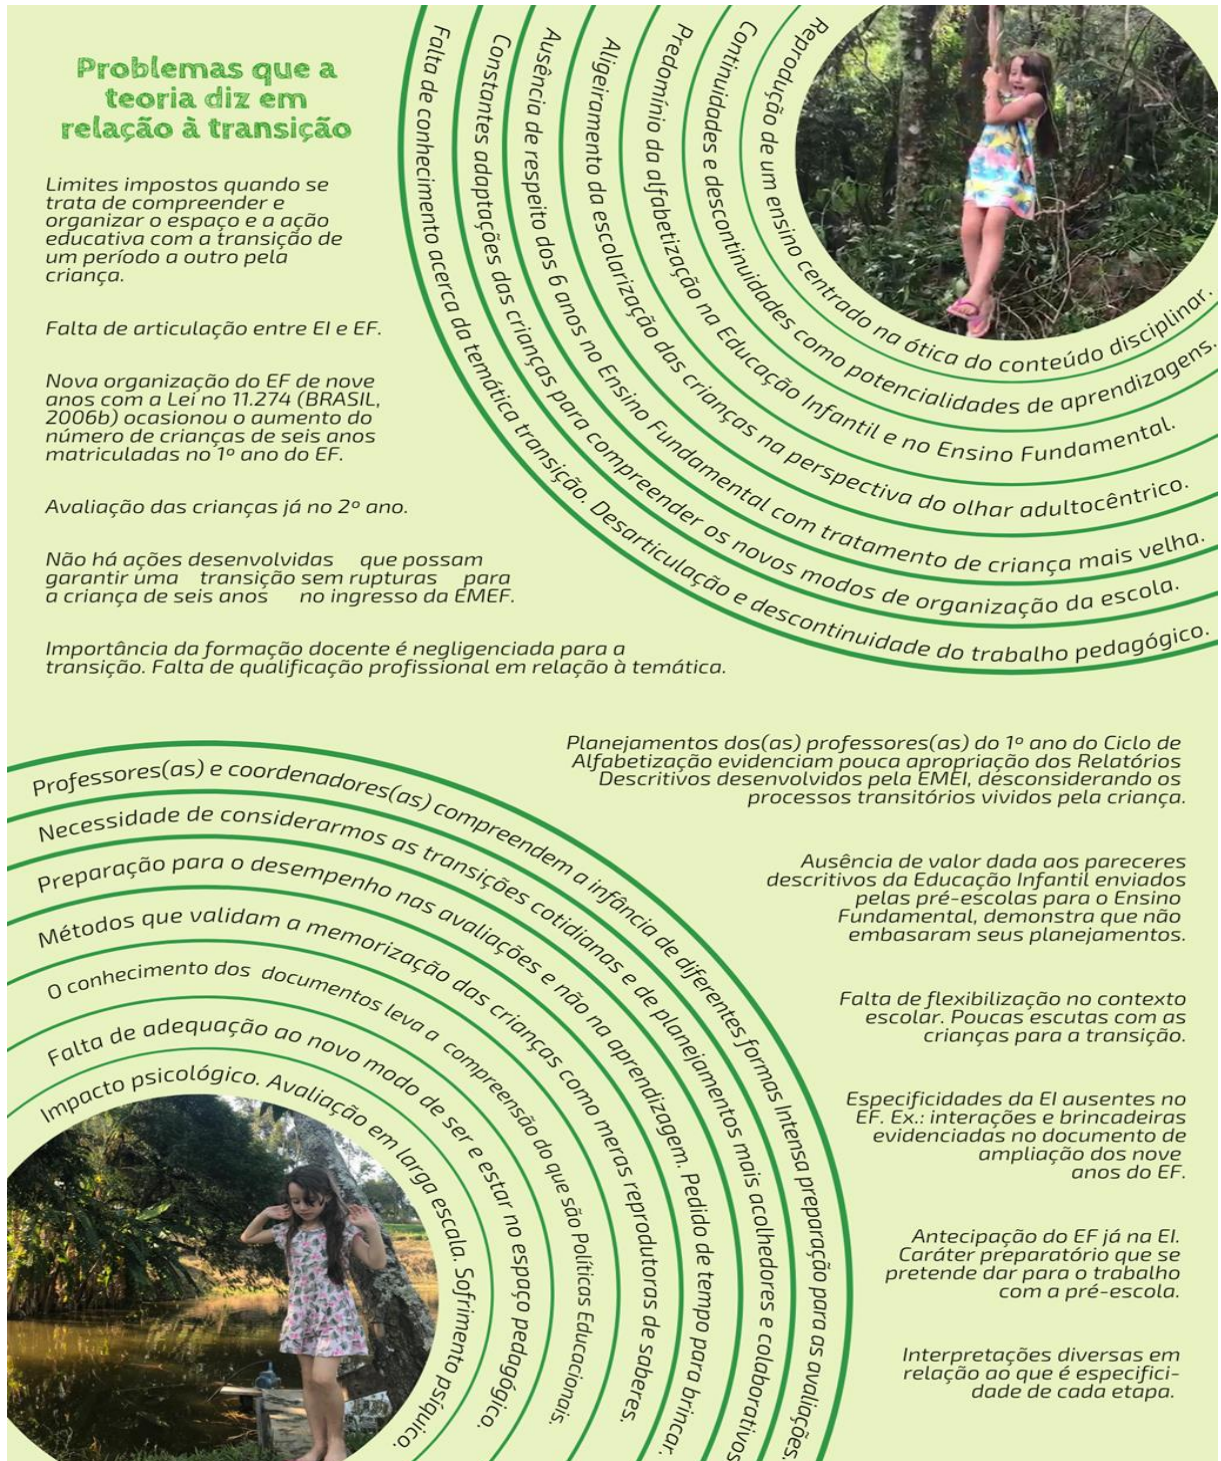 Problemas que a
teoria diz em
relação à transição
Limites impostos quando se
trata de compreender e
organizar o espaço e a ação
educativa com a transição de
um período a outro pela
criança.
Falta de articulação entre EI e EF.
Nova organização do EF de nove
anos com a Lei no 11.274 (BRASIL,
2006b) ocasionou o aumento do
número de crianças de seis anos
matriculadas no 1º ano do EF.
Avaliação das crianças já no 2º ano.
Não há ações desenvolvidas que possam
garantir uma transição sem rupturas para
a criança de seis anos no ingresso da EMEF.
Importância da formação docente é negligenciada para a
transição. Falta de qualificação profissional em relação à temática.
Falta de conhecimento acerca da temática transição. Desarticulação e descontinuidade do trabalho pedagógico.
Constantes adaptações das crianças para compreender os novos modos de organização da escola.
Ausência de respeito dos 6 anos no Ensino Fundamental com tratamento de criança mais velha.
Aligeiramento da escolarização das crianças na perspectiva do olhar adultocêntrico.
Predomínio da alfabetização na Educação Infantil e no Ensino Fundamental.
Continuidades e descontinuidades como potencialidades de aprendizagens.
Reprodução de um ensino centrado na ótica do conteúdo disciplinar.
Planejamentos dos(as) professores(as) do 1º ano do Ciclo de
Alfabetização evidenciam pouca apropriação dos Relatórios
Descritivos desenvolvidos pela EMEI, desconsiderando os
processos transitórios vividos pela criança.
Ausência de valor dada aos pareceres
descritivos da Educação Infantil enviados
pelas pré-escolas para o Ensino
Fundamental, demonstra que não
embasaram seus planejamentos.
Falta de flexibilização no contexto
escolar. Poucas escutas com as
crianças para a transição.
Especificidades da EI ausentes no
EF. Ex.: interações e brincadeiras
evidenciadas no documento de
ampliação dos nove
anos do EF.
Antecipação do EF já na EI.
Caráter preparatório que se
pretende dar para o trabalho
com a pré-escola.
Interpretações diversas em
relação ao que é especifici-
dade de cada etapa.
Professores(as) e coordenadores(as) compreendem a infância de diferentes formas Intensa preparação para as avaliações.
Necessidade de considerarmos as transições cotidianas e de planejamentos mais acolhedores e colaborativos
Preparação para o desempenho nas avaliações e não na aprendizagem. Pedido de tempo para brincar.
Métodos que validam a memorização das crianças como meras reprodutoras de saberes.
O conhecimento dos documentos leva a compreensão do que são Políticas Educacionais.
Falta de adequação ao novo modo de ser e estar no espaço pedagógico.
Impacto psicológico. Avaliação em larga escala. Sofrimento psíquico.